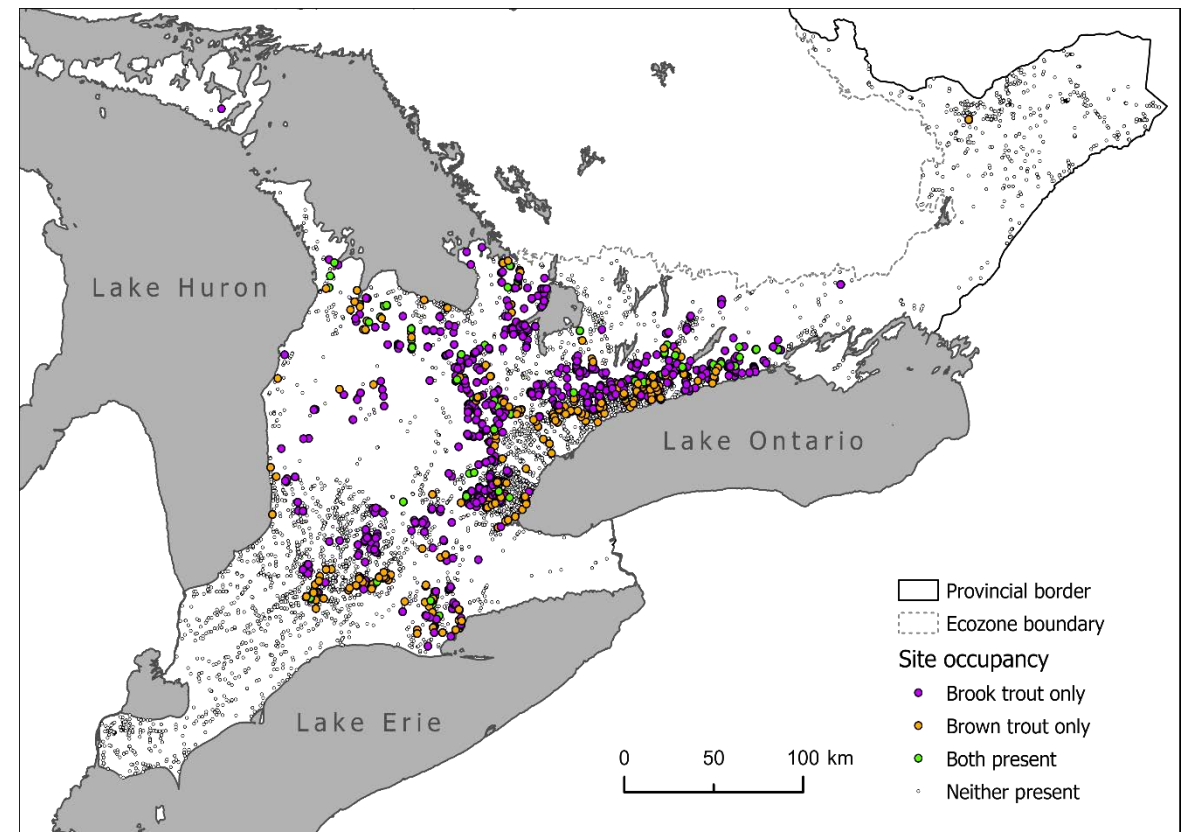 Lake Huron
Lake Ontario
Lake Erie
0 50 100 km
Provincial border
Ecozone boundary
Site occupancy
Brook trout only
Brown trout only
Both present
Neither present